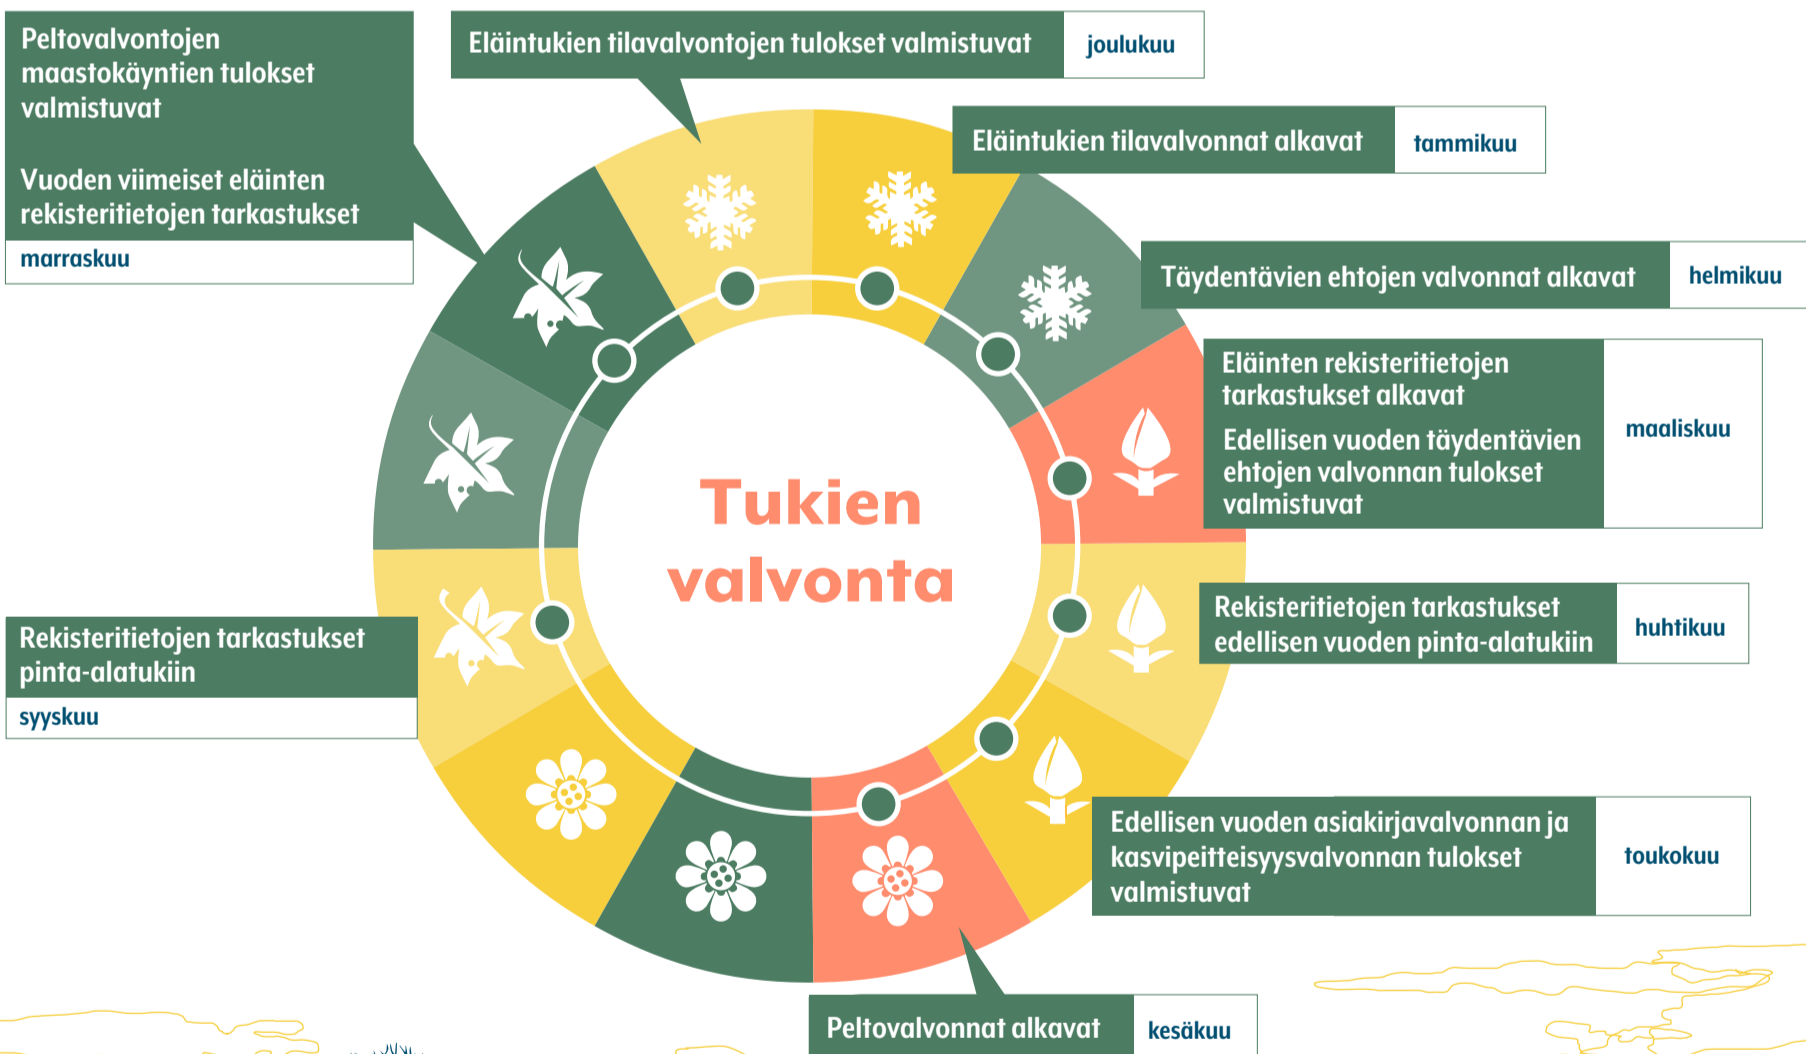 Peltovalvontojen
maastokäyntien tulokset
valmistuvat
Vuoden viimeiset eläinten
rekisteritietojen tarkastukset
marraskuu
Eläintukien tilavalvontojen tulokset valmistuvat
joulukuu
Eläintukien tilavalvonnat alkavat
tammikuu
Täydentävien ehtojen valvonnat alkavat
helmikuu
Eläinten rekisteritietojen
tarkastukset alkavat
Edellisen vuoden täydentävien
ehtojen valvonnan tulokset
valmistuvat
maaliskuu
Tukien
valvonta
Rekisteritietojen tarkastukset
edellisen vuoden pinta-alatukiin
huhtikuu
Rekisteritietojen tarkastukset
pinta-alatukiin
syyskuu
Edellisen vuoden asiakirjavalvonnan ja
kasvipeitteisyysvalvonnan tulokset
valmistuvat
toukokuu
Peltovalvonnat alkavat
kesäkuu